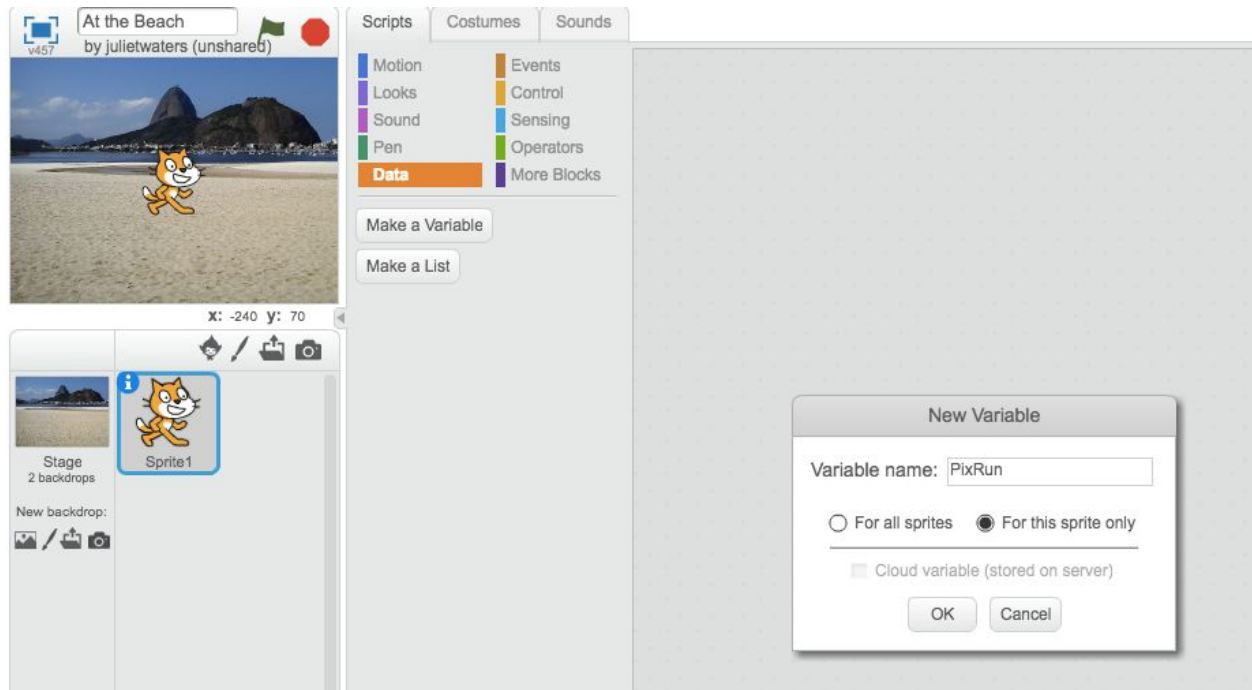 At the Beach
v457
by julietwaters (unshared)
x: -240 y: 70
Stage
2 backdrops
New backdrop:
Sprite1
Scripts
Costumes
Sounds
Motion
Looks
Sound
Pen
Data
Events
Control
Sensing
Operators
More Blocks
Make a Variable
Make a List
New Variable
Variable name: PixRun
For all sprites
For this sprite only
Cloud variable (stored on server)
OK
Cancel